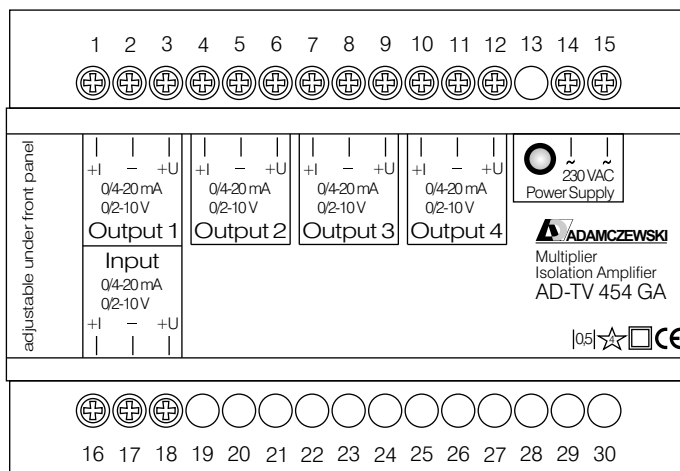 1 2 3 4 5 6 7 8 9 10 11 12 13 14 15
adjustable under front panel
+I − +U
0/4-20 mA
0/2-10 V
Output 1
+I − +U
0/4-20 mA
0/2-10 V
Output 2
+I − +U
0/4-20 mA
0/2-10 V
Output 3
+I − +U
0/4-20 mA
0/2-10 V
Output 4
~ ~
230 VAC
Power Supply
Input
0/4-20 mA
0/2-10 V
+I − +U
ADAMCZEWSKI
Multiplier
Isolation Amplifier
AD-TV 454 GA
|0,5| 4 CE
16 17 18 19 20 21 22 23 24 25 26 27 28 29 30